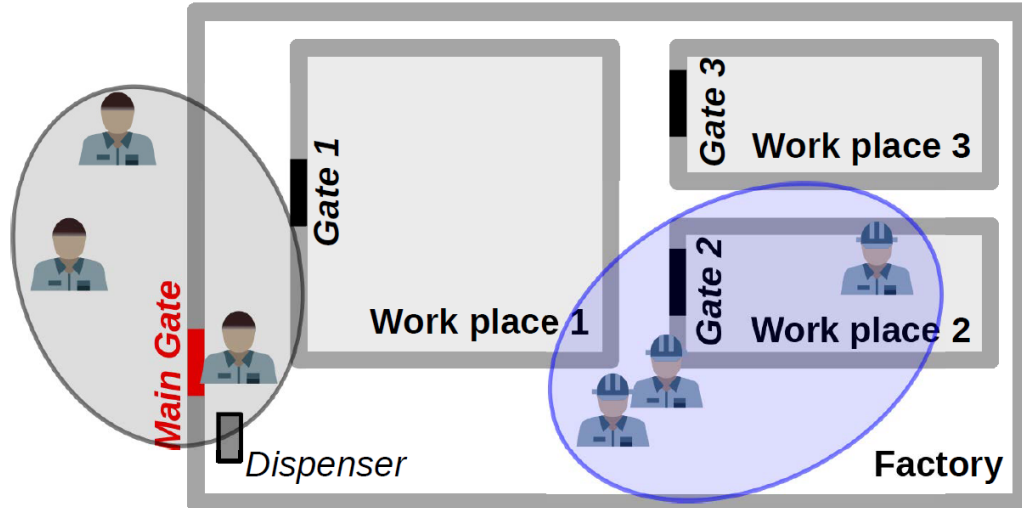 Gate 1
Gate 3
Work place 3
Gate 2
Work place 1
Work place 2
Main Gate
Dispenser
Factory